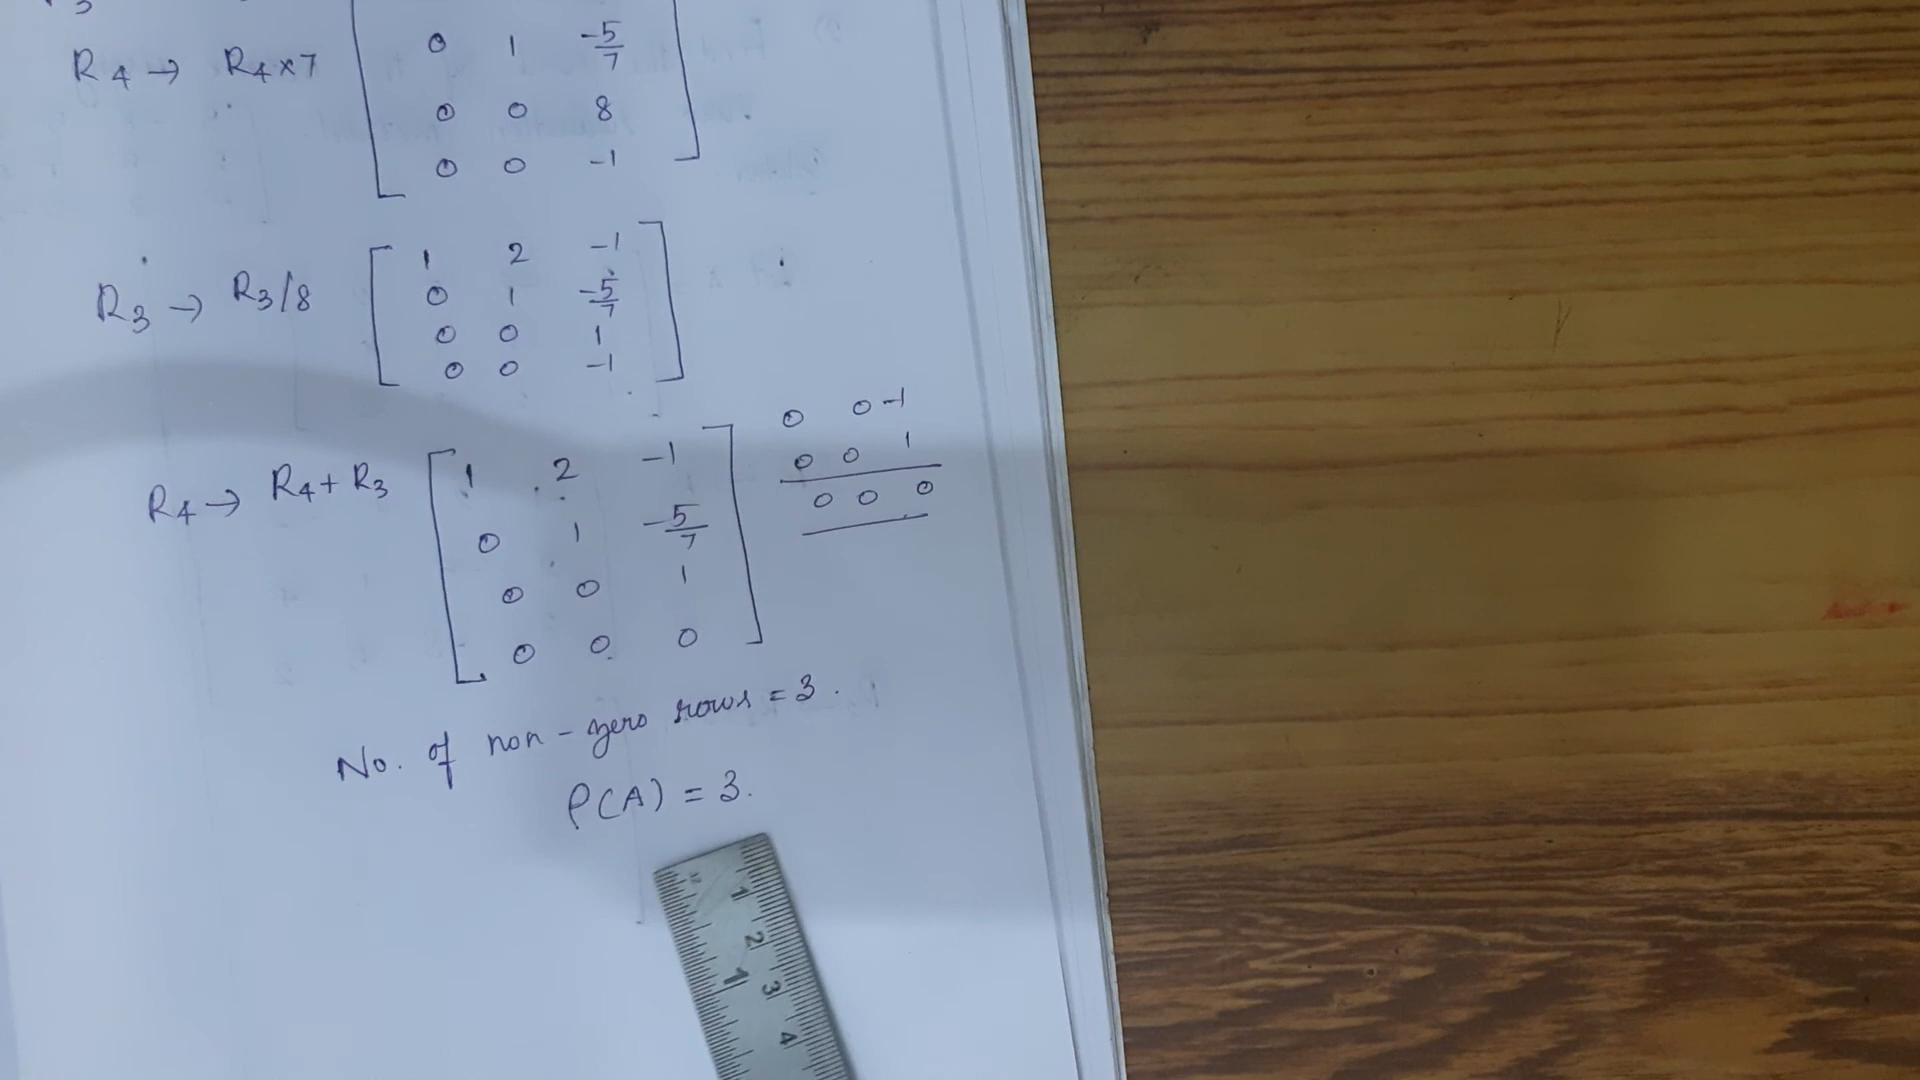 3
R4 → R4×7
0 1 -5/7
0 0 8
0 0 -1
R3 → R3/8
1 2 -1
0 1 -5/7
0 0 1
0 0 -1
R4 → R4 + R3
1 2 -1
0 1 -5/7
0 0 1
0 0 0
0 0 -1
0 0 1
0 0 0
No. of non-zero rows = 3.
ρ(A) = 3.
1 2 3 4
1